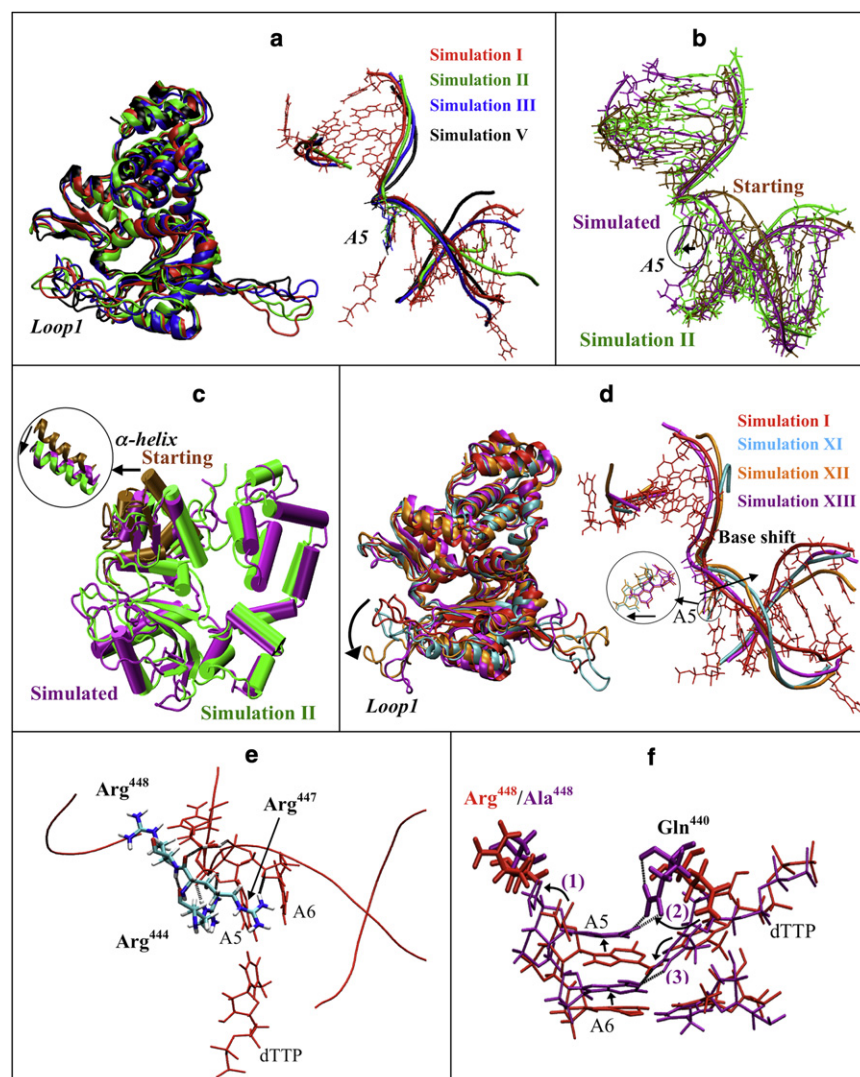 a
Simulation I
Simulation II
Simulation III
Simulation V
A5
Loop1
b
Starting
Simulated
A5
Simulation II
c
α-helix
Starting
Simulated
Simulation II
d
Simulation I
Simulation XI
Simulation XII
Simulation XIII
Base shift
A5
Loop1
e
Arg448
Arg447
Arg444
A5
A6
dTTP
f
Arg448/Ala448
Gln440
(1)
A5
(2)
dTTP
(3)
A6